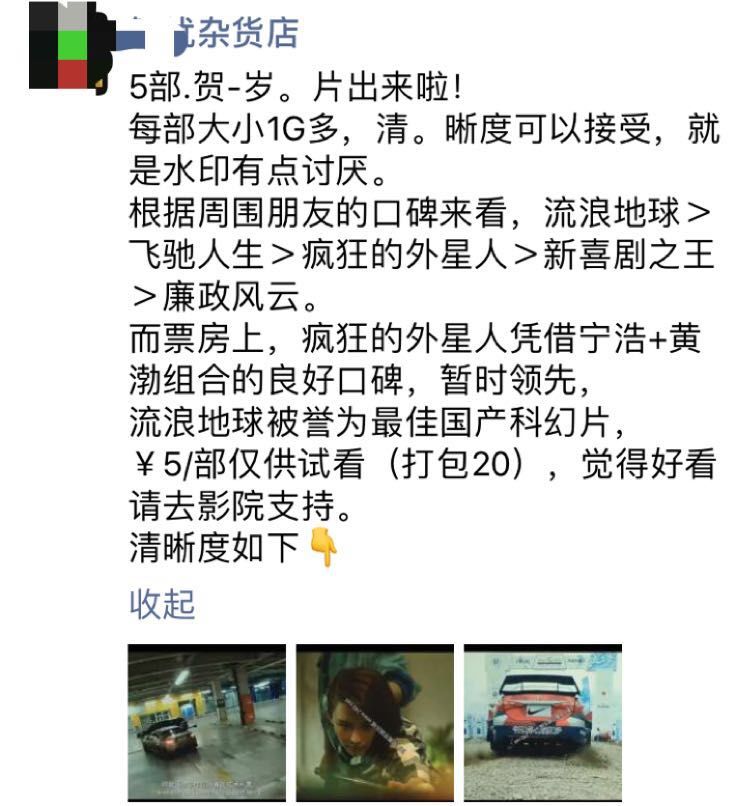 优杂货店
5部.贺-岁。片出来啦!
每部大小1G多，清。晰度可以接受，就
是水印有点讨厌。
根据周围朋友的口碑来看，流浪地球＞
飞驰人生＞疯狂的外星人＞新喜剧之王
＞廉政风云。
而票房上，疯狂的外星人凭借宁浩+黄
渤组合的良好口碑，暂时领先，
流浪地球被誉为最佳国产科幻片，
￥5/部仅供试看（打包20），觉得好看
请去影院支持。
清晰度如下👇
收起